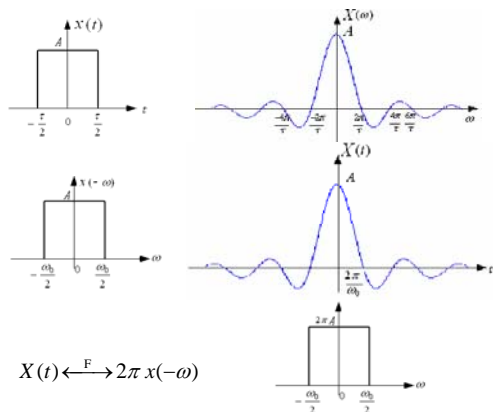 x(t)
A
-τ/2 0 τ/2 t
X(ω)
A
-4π/τ -2π/τ 2π/τ 4π/τ 6π/τ ω
x(-ω)
A
-ω₀/2 0 ω₀/2 ω
X(t)
A
2π/ω₀ t
2πA
-ω₀/2 0 ω₀/2 ω
X(t) ←F→ 2π x(-ω)